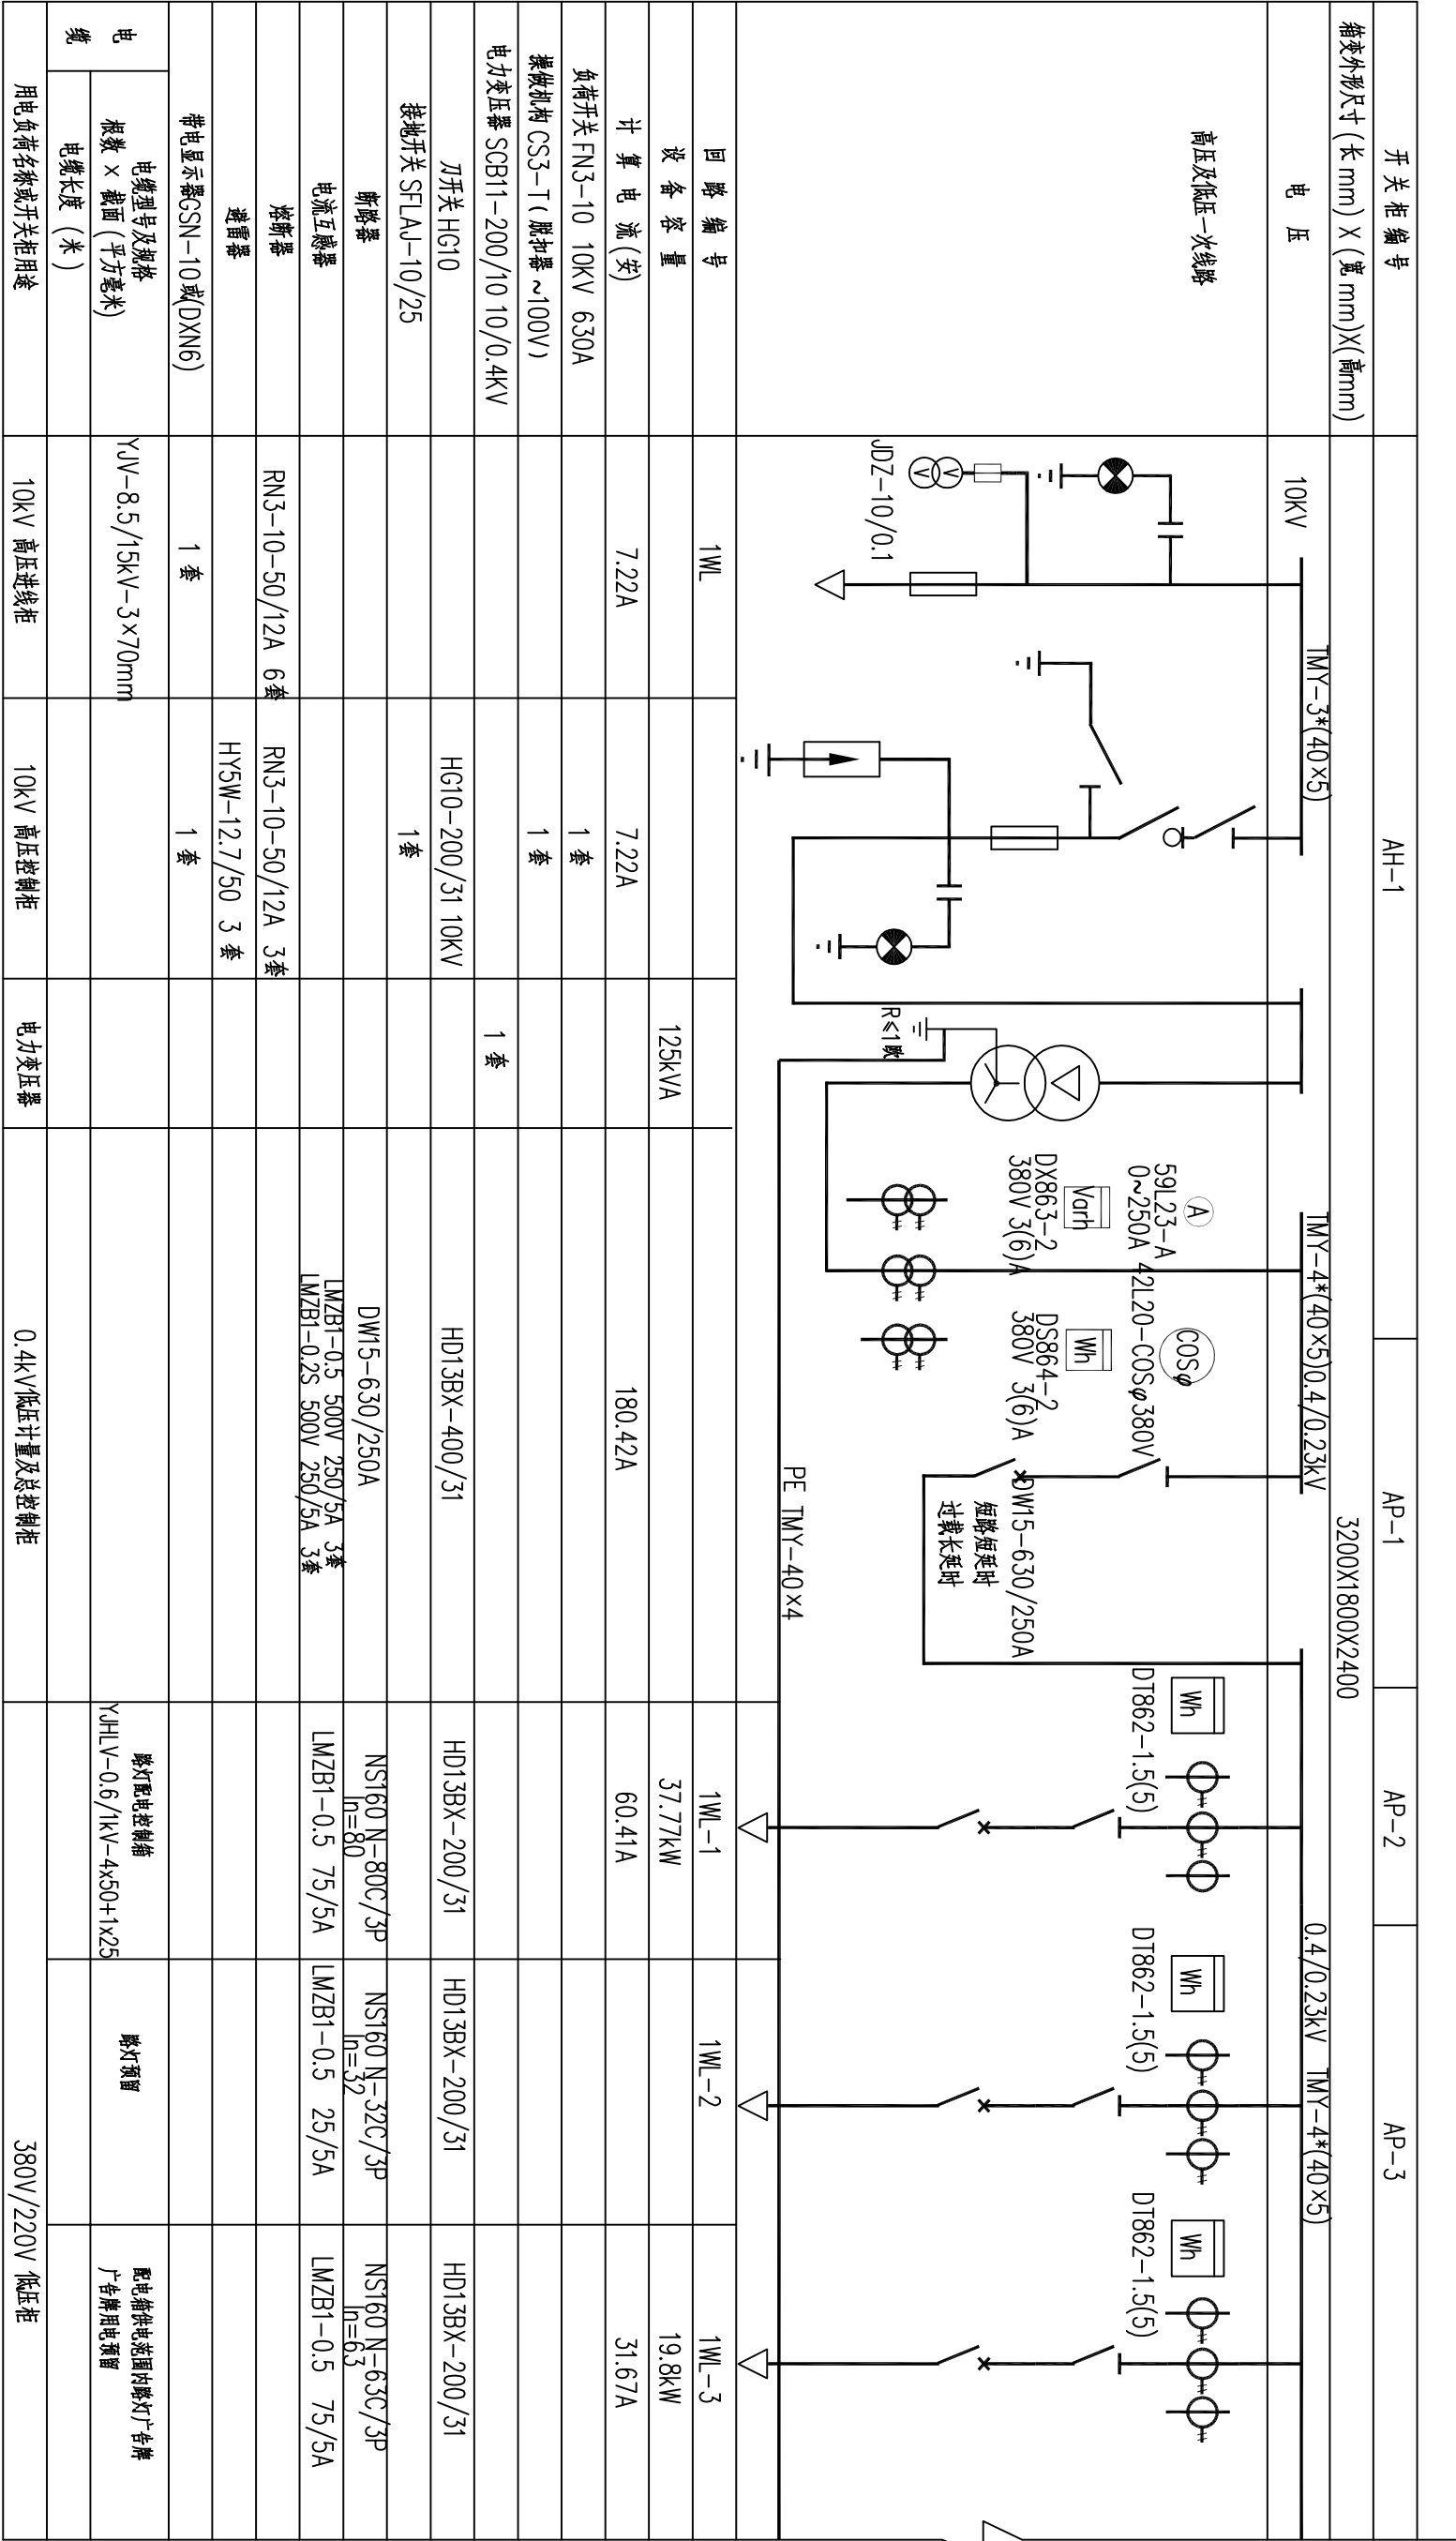 开关柜编号
AH-1
AP-1
AP-2
AP-3
箱变外形尺寸 (长 mm) X (宽 mm)X(高mm)
3200X1800X2400
电 压
10KV
TMY-3*(40×5)
TMY-4*(40×5)0.4/0.23kV
0.4/0.23kV TMY-4*(40×5)
高压及低压一次线路
JDZ-10/0.1
V
V
R≤1欧
A
59L23-A
0~250A
COSφ
42L20-COSφ380V
Varh
DX863-2
380V 3(6)A
Wh
DS864-2
380V 3(6)A
DW15-630/250A
短路短延时
过载长延时
PE TMY-40×4
Wh
DT862-1.5(5)
Wh
DT862-1.5(5)
Wh
DT862-1.5(5)
回 路 编 号
1WL
1WL-1
1WL-2
1WL-3
设 备 容 量
125kVA
37.77kW
19.8kW
计 算 电 流(安)
7.22A
7.22A
180.42A
60.41A
31.67A
负荷开关 FN3-10 10KV 630A
1 套
操做机构 CS3-T( 脱扣器 ~100V)
1 套
电力变压器 SCB11-200/10 10/0.4KV
1 套
刀开关 HG10
HG10-200/31 10KV
HD13BX-400/31
HD13BX-200/31
HD13BX-200/31
HD13BX-200/31
接地开关 SFLAJ-10/25
1套
断路器
DW15-630/250A
NS160 N-80C/3P
In=80
NS160 N-32C/3P
In=32
NS160 N-63C/3P
In=63
电流互感器
LMZB1-0.5 500V 250/5A 3套
LMZB1-0.2S 500V 250/5A 3套
LMZB1-0.5 75/5A
LMZB1-0.5 25/5A
LMZB1-0.5 75/5A
熔断器
RN3-10-50/12A 6套
RN3-10-50/12A 3套
避雷器
HY5W-12.7/50 3 套
带电显示器GSN-10或(DXN6)
1 套
1 套
电 缆
电缆型号及规格
根数 X 截面 (平方毫米)
YJV-8.5/15kV-3×70mm
路灯配电控制箱
YJHLV-0.6/1kV-4x50+1x25
路灯预留
配电箱供电范围内路灯广告牌
广告牌用电预留
电缆长度 (米)
用电负荷名称或开关柜用途
10kV 高压进线柜
10kV 高压控制柜
电力变压器
0.4kV低压计量及总控制柜
380V/220V 低压柜